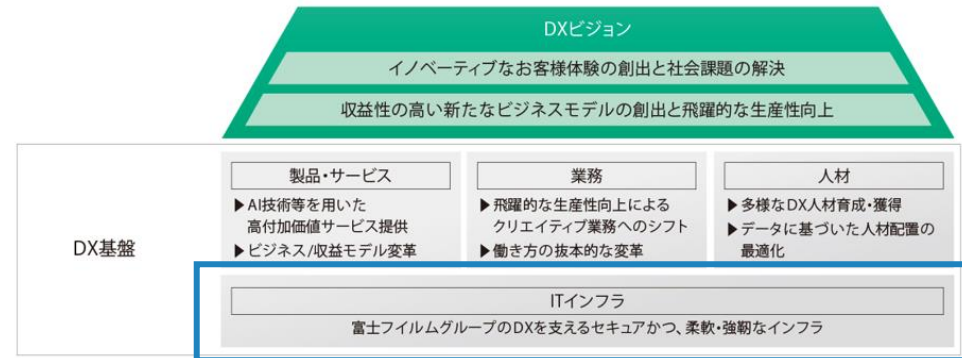 DXビジョン
イノベーティブなお客様体験の創出と社会課題の解決
収益性の高い新たなビジネスモデルの創出と飛躍的な生産性向上
DX基盤
製品・サービス
▶AI技術等を用いた
高付加価値サービス提供
▶ビジネス/収益モデル変革
業務
▶飛躍的な生産性向上による
クリエイティブ業務へのシフト
▶働き方の抜本的な変革
人材
▶多様なDX人材育成・獲得
▶データに基づいた人材配置の
最適化
ITインフラ
富士フイルムグループのDXを支えるセキュアかつ、柔軟・強靭なインフラ